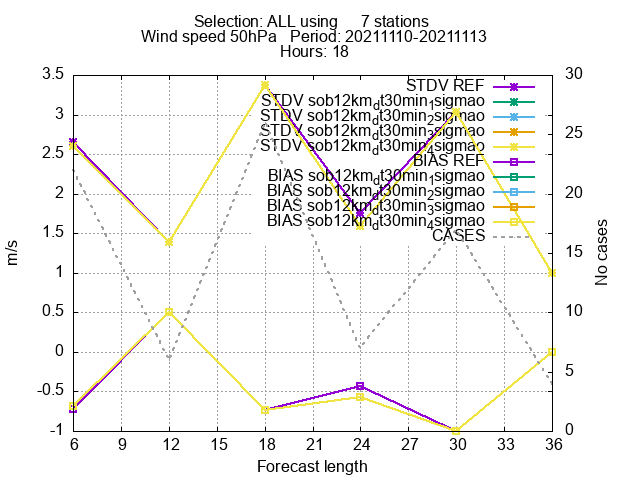 Selection: ALL using 7 stations
Wind speed 50hPa Period: 20211110-20211113
Hours: 18
3.5
3
2.5
2
1.5
1
0.5
0
-0.5
-1
m/s
STDV REF
STDV sob12km_dt30min_1sigmao
STDV sob12km_dt30min_2sigmao
STDV sob12km_dt30min_3sigmao
STDV sob12km_dt30min_4sigmao
BIAS REF
BIAS sob12km_dt30min_1sigmao
BIAS sob12km_dt30min_2sigmao
BIAS sob12km_dt30min_3sigmao
BIAS sob12km_dt30min_4sigmao
CASES
30
25
20
15
10
5
0
No cases
6 9 12 15 18 21 24 27 30 33 36
Forecast length